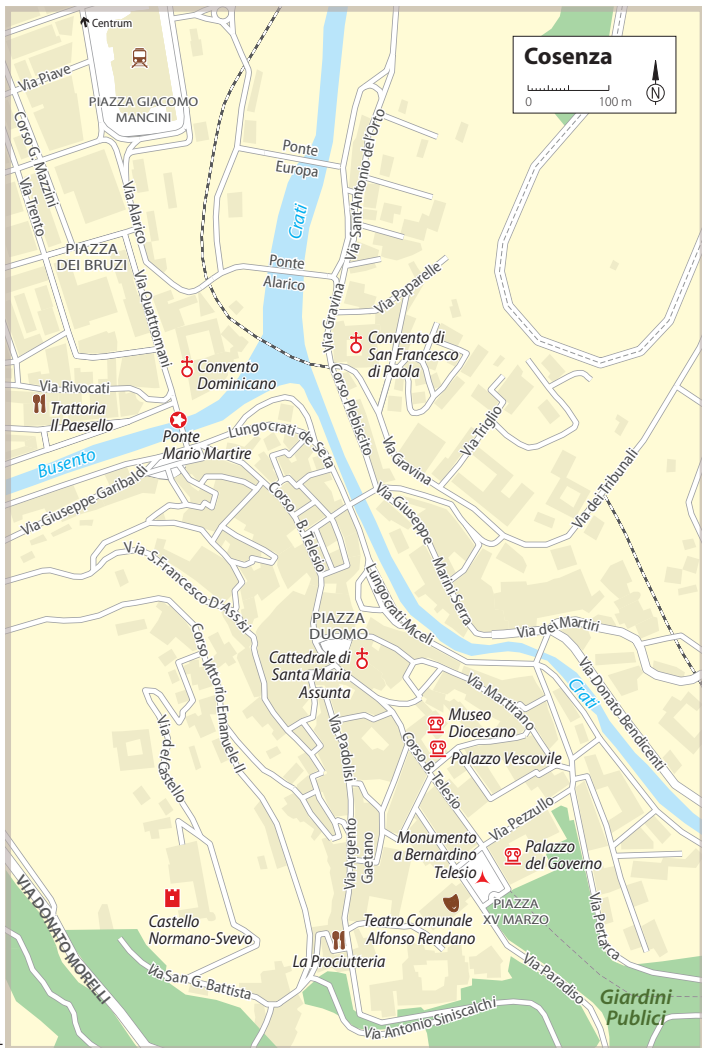 Centrum
Cosenza
0 100 m
N
Via Piave
PIAZZA GIACOMO
MANCINI
Corso G. Mazzini
Via Trento
Via Alarico
Ponte
Europa
Crati
Via Sant'Antonio dell'Orto
PIAZZA
DEI BRUZI
Via Quattromani
Ponte
Alarico
Via Gravina
Via Paparelle
Convento di
San Francesco
di Paola
Convento
Dominicano
Via Rivocati
Trattoria
Il Paesello
Ponte
Mario Martire
Busento
Lungocrati de Seta
Corso Plebiscito
Via Gravina
Via Triglio
Via dei Tribunali
Via Giuseppe Garibaldi
Corso B. Telesio
Via Giuseppe Marini Serra
Via S.Francesco D'Assisi
Lungocrati Miceli
PIAZZA
DUOMO
Cattedrale di
Santa Maria
Assunta
Via dei Martiri
Via Donato Bendicenti
Crati
Via Martirano
Corso Vittorio Emanuele II
Via del Castello
Via Padolisi
Museo
Diocesano
Palazzo Vescovile
Corso B. Telesio
Via Pezzullo
Monumento
a Bernardino
Telesio
Palazzo
del Governo
Via Argento
Gaetano
VIA DONATO MORELLI
Castello
Normano-Svevo
Teatro Comunale
Alfonso Rendano
PIAZZA
XV MARZO
Via Pertarca
La Prociutteria
Via San G. Battista
Via Paradiso
Via Antonio Siniscalchi
Giardini
Publici